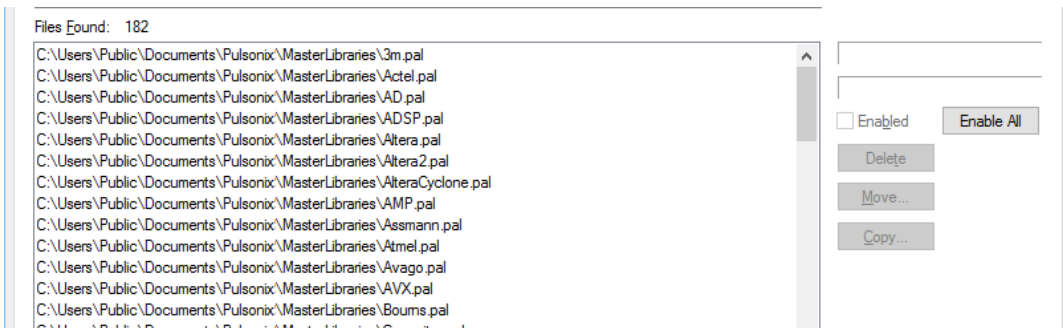 Files Found: 182
C:\Users\Public\Documents\Pulsonix\MasterLibraries\3m.pal
C:\Users\Public\Documents\Pulsonix\MasterLibraries\Actel.pal
C:\Users\Public\Documents\Pulsonix\MasterLibraries\AD.pal
C:\Users\Public\Documents\Pulsonix\MasterLibraries\ADSP.pal
C:\Users\Public\Documents\Pulsonix\MasterLibraries\Altera.pal
C:\Users\Public\Documents\Pulsonix\MasterLibraries\Altera2.pal
C:\Users\Public\Documents\Pulsonix\MasterLibraries\AlteraCyclone.pal
C:\Users\Public\Documents\Pulsonix\MasterLibraries\AMP.pal
C:\Users\Public\Documents\Pulsonix\MasterLibraries\Assmann.pal
C:\Users\Public\Documents\Pulsonix\MasterLibraries\Atmel.pal
C:\Users\Public\Documents\Pulsonix\MasterLibraries\Avago.pal
C:\Users\Public\Documents\Pulsonix\MasterLibraries\AVX.pal
C:\Users\Public\Documents\Pulsonix\MasterLibraries\Bourns.pal
Enabled
Enable All
Delete
Move...
Copy...